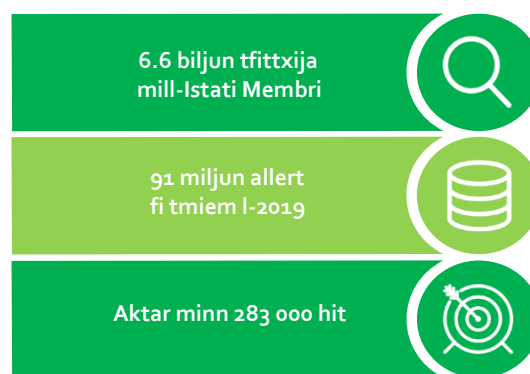 6.6 biljun tfittxija
mill-Istati Membri
91 miljun allert
fi tmiem l-2019
Aktar minn 283 000 hit